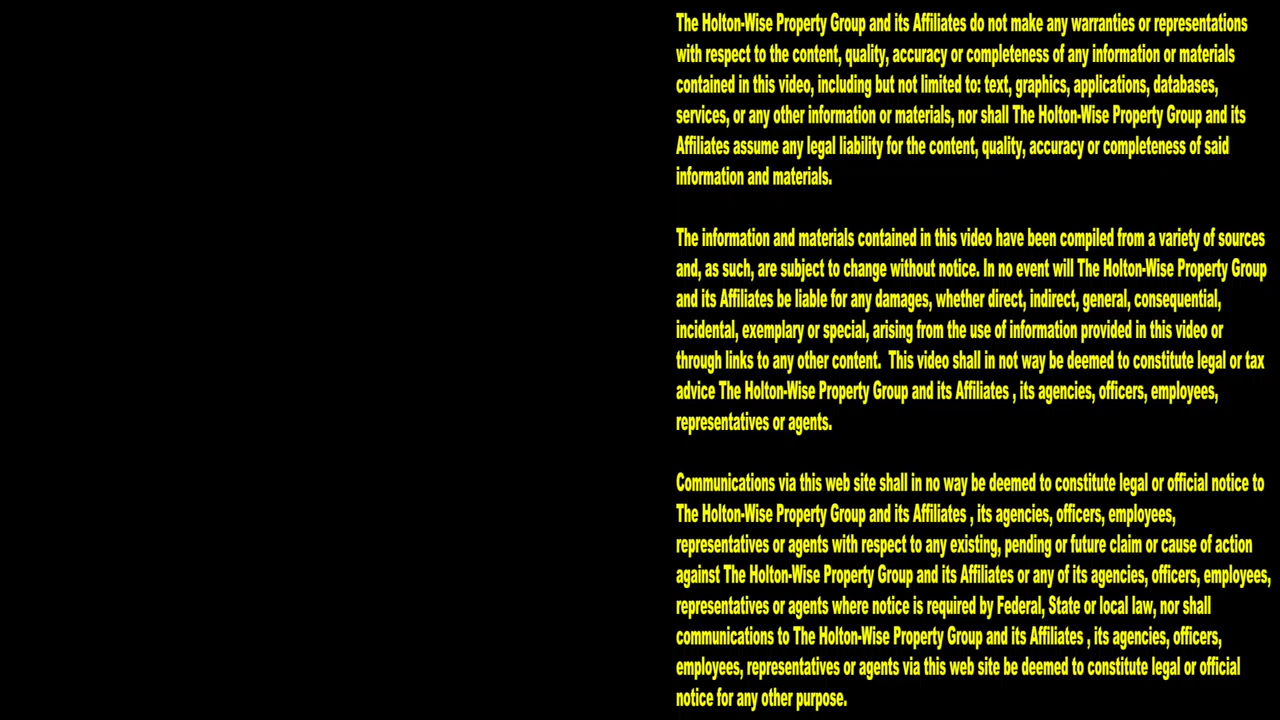 The Holton-Wise Property Group and its Affiliates do not make any warranties or representations
with respect to the content, quality, accuracy or completeness of any information or materials
contained in this video, including but not limited to: text, graphics, applications, databases,
services, or any other information or materials, nor shall The Holton-Wise Property Group and its
Affiliates assume any legal liability for the content, quality, accuracy or completeness of said
information and materials.
The information and materials contained in this video have been compiled from a variety of sources
and, as such, are subject to change without notice. In no event will The Holton-Wise Property Group
and its Affiliates be liable for any damages, whether direct, indirect, general, consequential,
incidental, exemplary or special, arising from the use of information provided in this video or
through links to any other content.  This video shall in not way be deemed to constitute legal or tax
advice The Holton-Wise Property Group and its Affiliates , its agencies, officers, employees,
representatives or agents.
Communications via this web site shall in no way be deemed to constitute legal or official notice to
The Holton-Wise Property Group and its Affiliates , its agencies, officers, employees,
representatives or agents with respect to any existing, pending or future claim or cause of action
against The Holton-Wise Property Group and its Affiliates or any of its agencies, officers, employees,
representatives or agents where notice is required by Federal, State or local law, nor shall
communications to The Holton-Wise Property Group and its Affiliates , its agencies, officers,
employees, representatives or agents via this web site be deemed to constitute legal or official
notice for any other purpose.